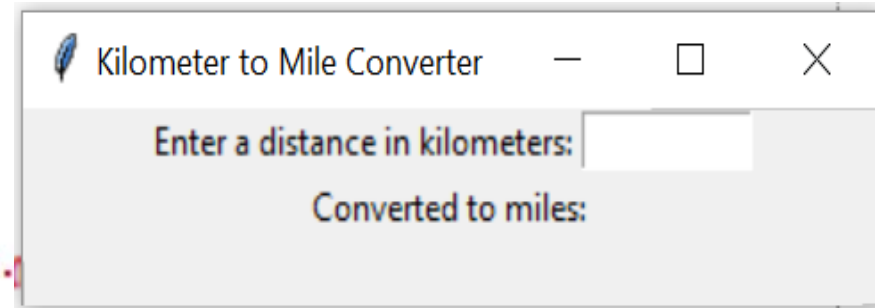 Kilometer to Mile Converter
Enter a distance in kilometers:
Converted to miles: